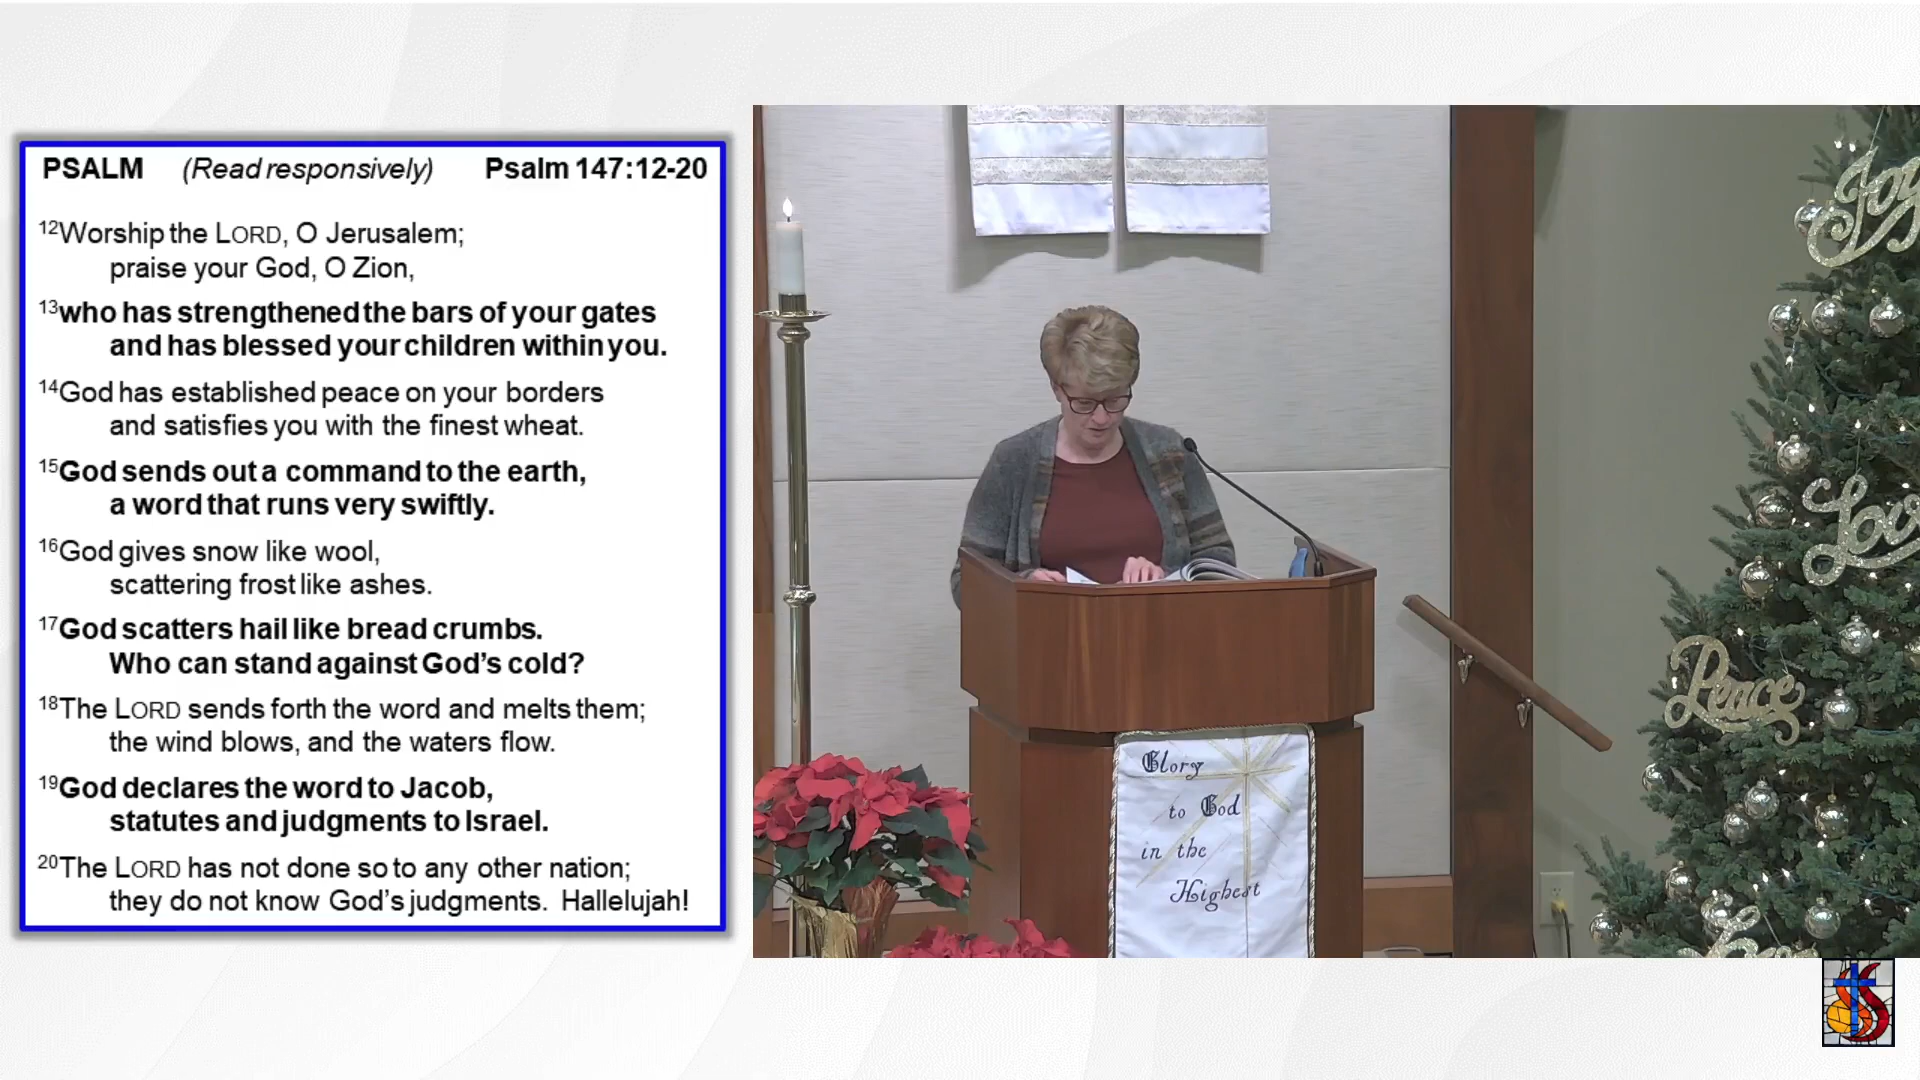 PSALM (Read responsively) Psalm 147:12-20
12Worship the LORD, O Jerusalem;
praise your God, O Zion,
13who has strengthened the bars of your gates
and has blessed your children within you.
14God has established peace on your borders
and satisfies you with the finest wheat.
15God sends out a command to the earth,
a word that runs very swiftly.
16God gives snow like wool,
scattering frost like ashes.
17God scatters hail like bread crumbs.
Who can stand against God's cold?
18The LORD sends forth the word and melts them;
the wind blows, and the waters flow.
19God declares the word to Jacob,
statutes and judgments to Israel.
20The LORD has not done so to any other nation;
they do not know God's judgments. Hallelujah!
Glory
to God
in the
Highest
Joy
Love
Peace